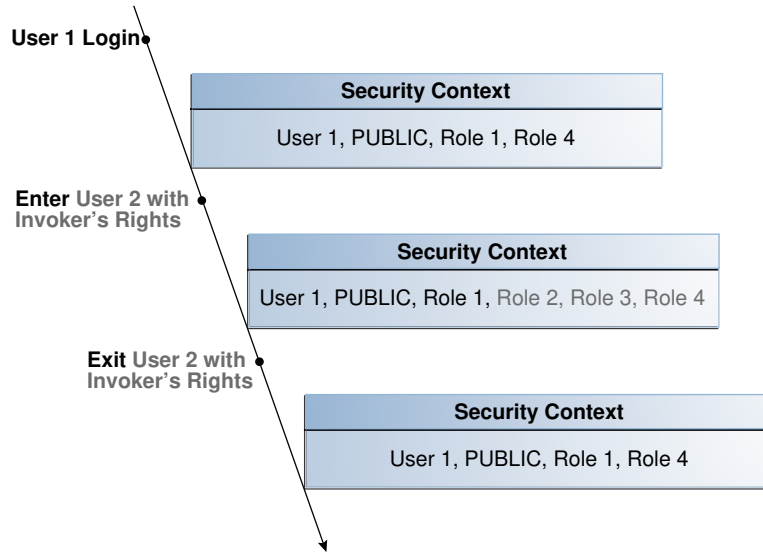 User 1 Login
Security Context
User 1, PUBLIC, Role 1, Role 4
Enter User 2 with
Invoker's Rights
Security Context
User 1, PUBLIC, Role 1, Role 2, Role 3, Role 4
Exit User 2 with
Invoker's Rights
Security Context
User 1, PUBLIC, Role 1, Role 4